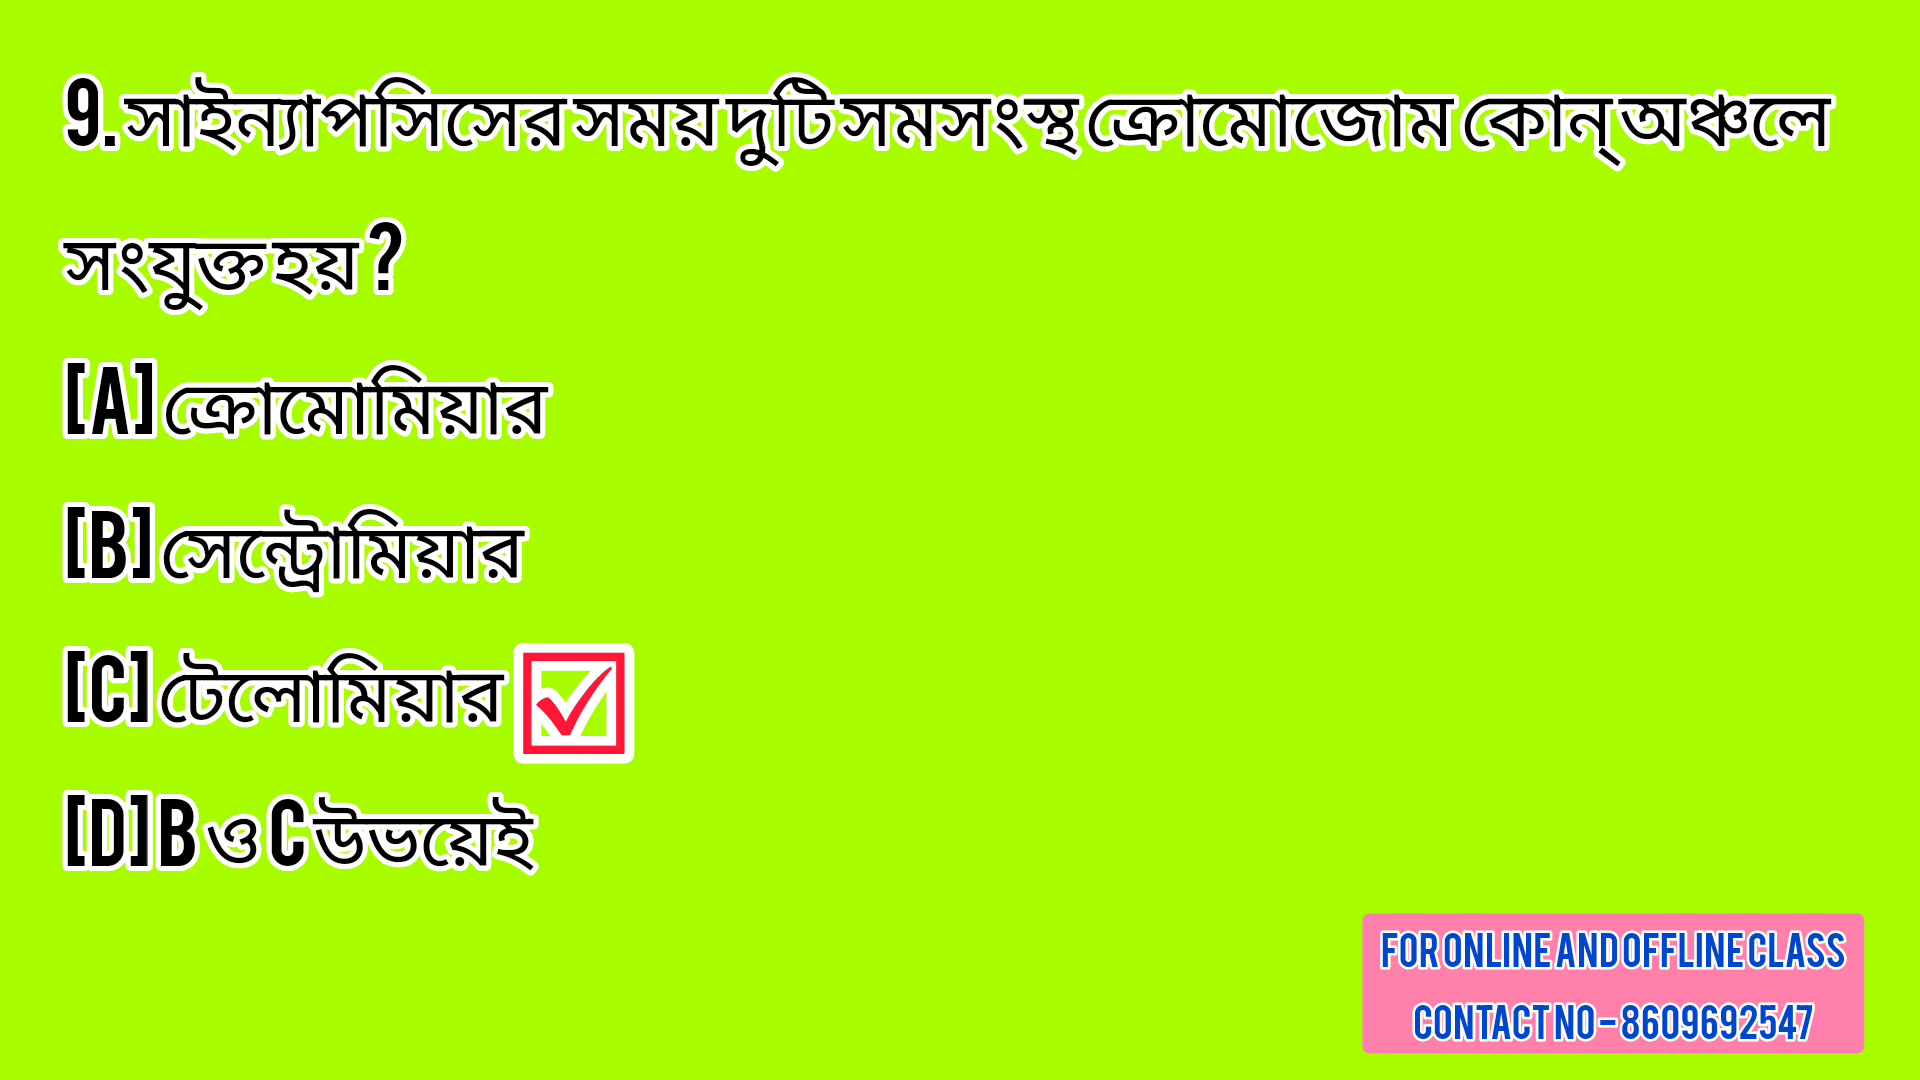 9. সাইন্যাপসিসের সময় দুটি সমসংস্থ ক্রোমোজোম কোন্ অঞ্চলে
সংযুক্ত হয় ?
[A] ক্রোমোমিয়ার
[B] সেন্ট্রোমিয়ার
[C] টেলোমিয়ার ☑
[D] B ও C উভয়েই
FOR ONLINE AND OFFLINE CLASS
CONTACT NO - 8609692547